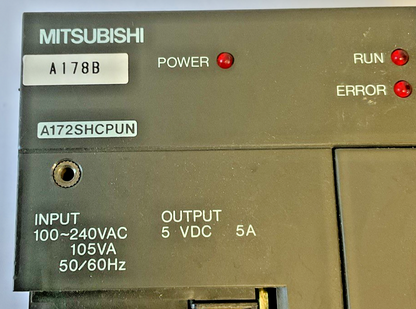 MITSUBISHI
A178B
POWER
RUN
ERROR
A172SHCPUN
INPUT
100~240VAC
105VA
50/60Hz
OUTPUT
5 VDC 5A